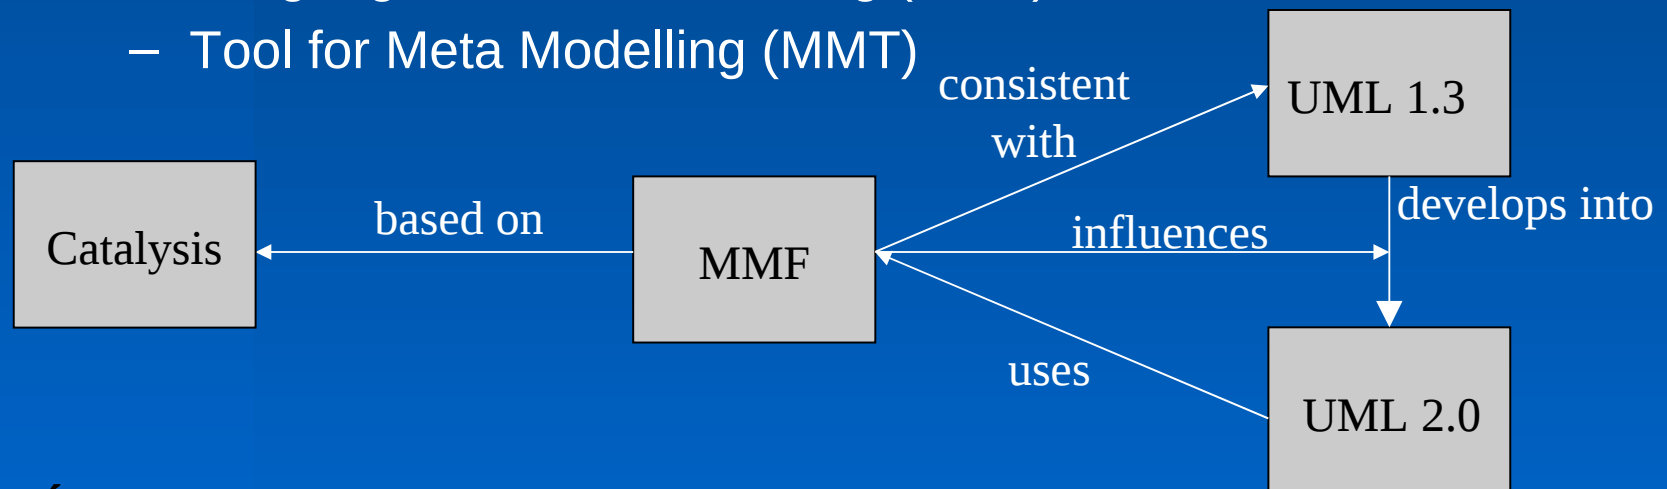 – Tool for Meta Modelling (MMT)
consistent
with
UML 1.3
develops into
Catalysis
based on
MMF
influences
uses
UML 2.0